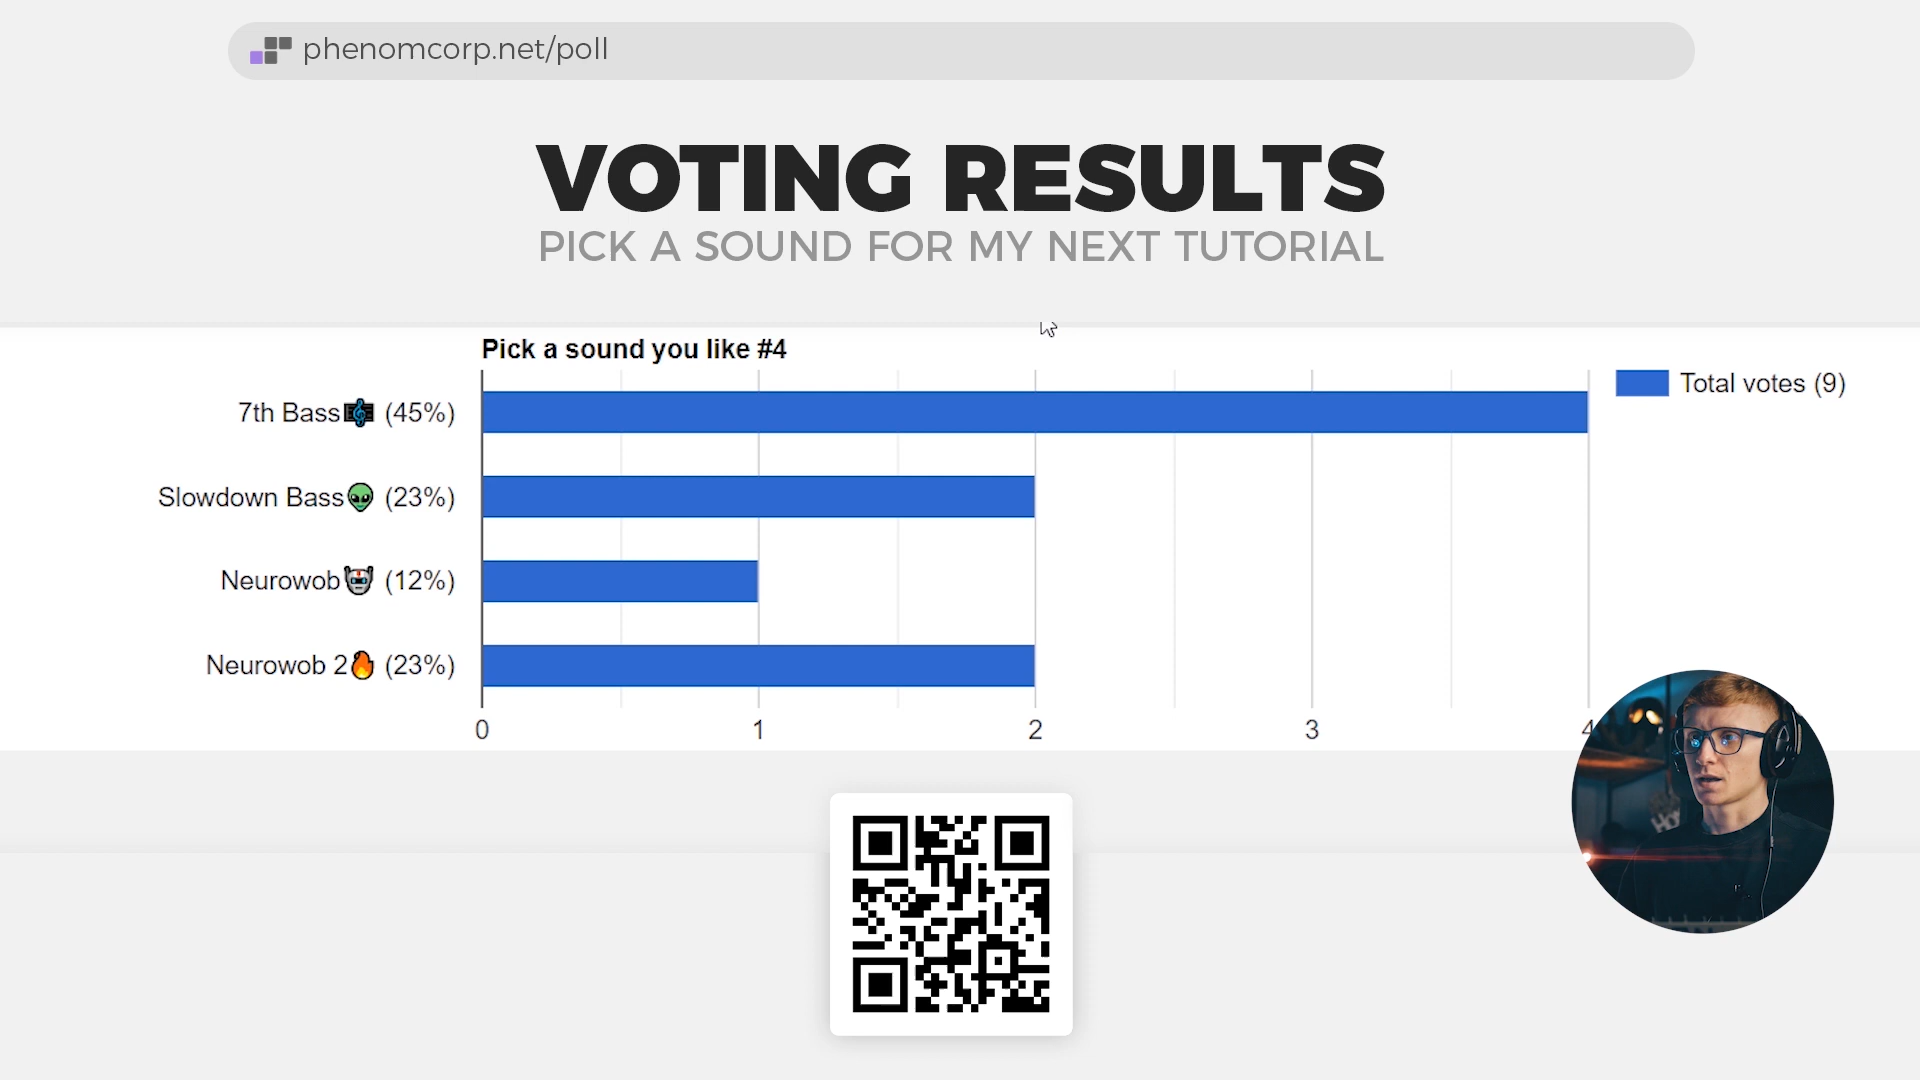 phenomcorp.net/poll
VOTING RESULTS
PICK A SOUND FOR MY NEXT TUTORIAL
Pick a sound you like #4
Total votes (9)
7th Bass🎼 (45%)
Slowdown Bass👽 (23%)
Neurowob🤖 (12%)
Neurowob 2🔥 (23%)
0 1 2 3 4